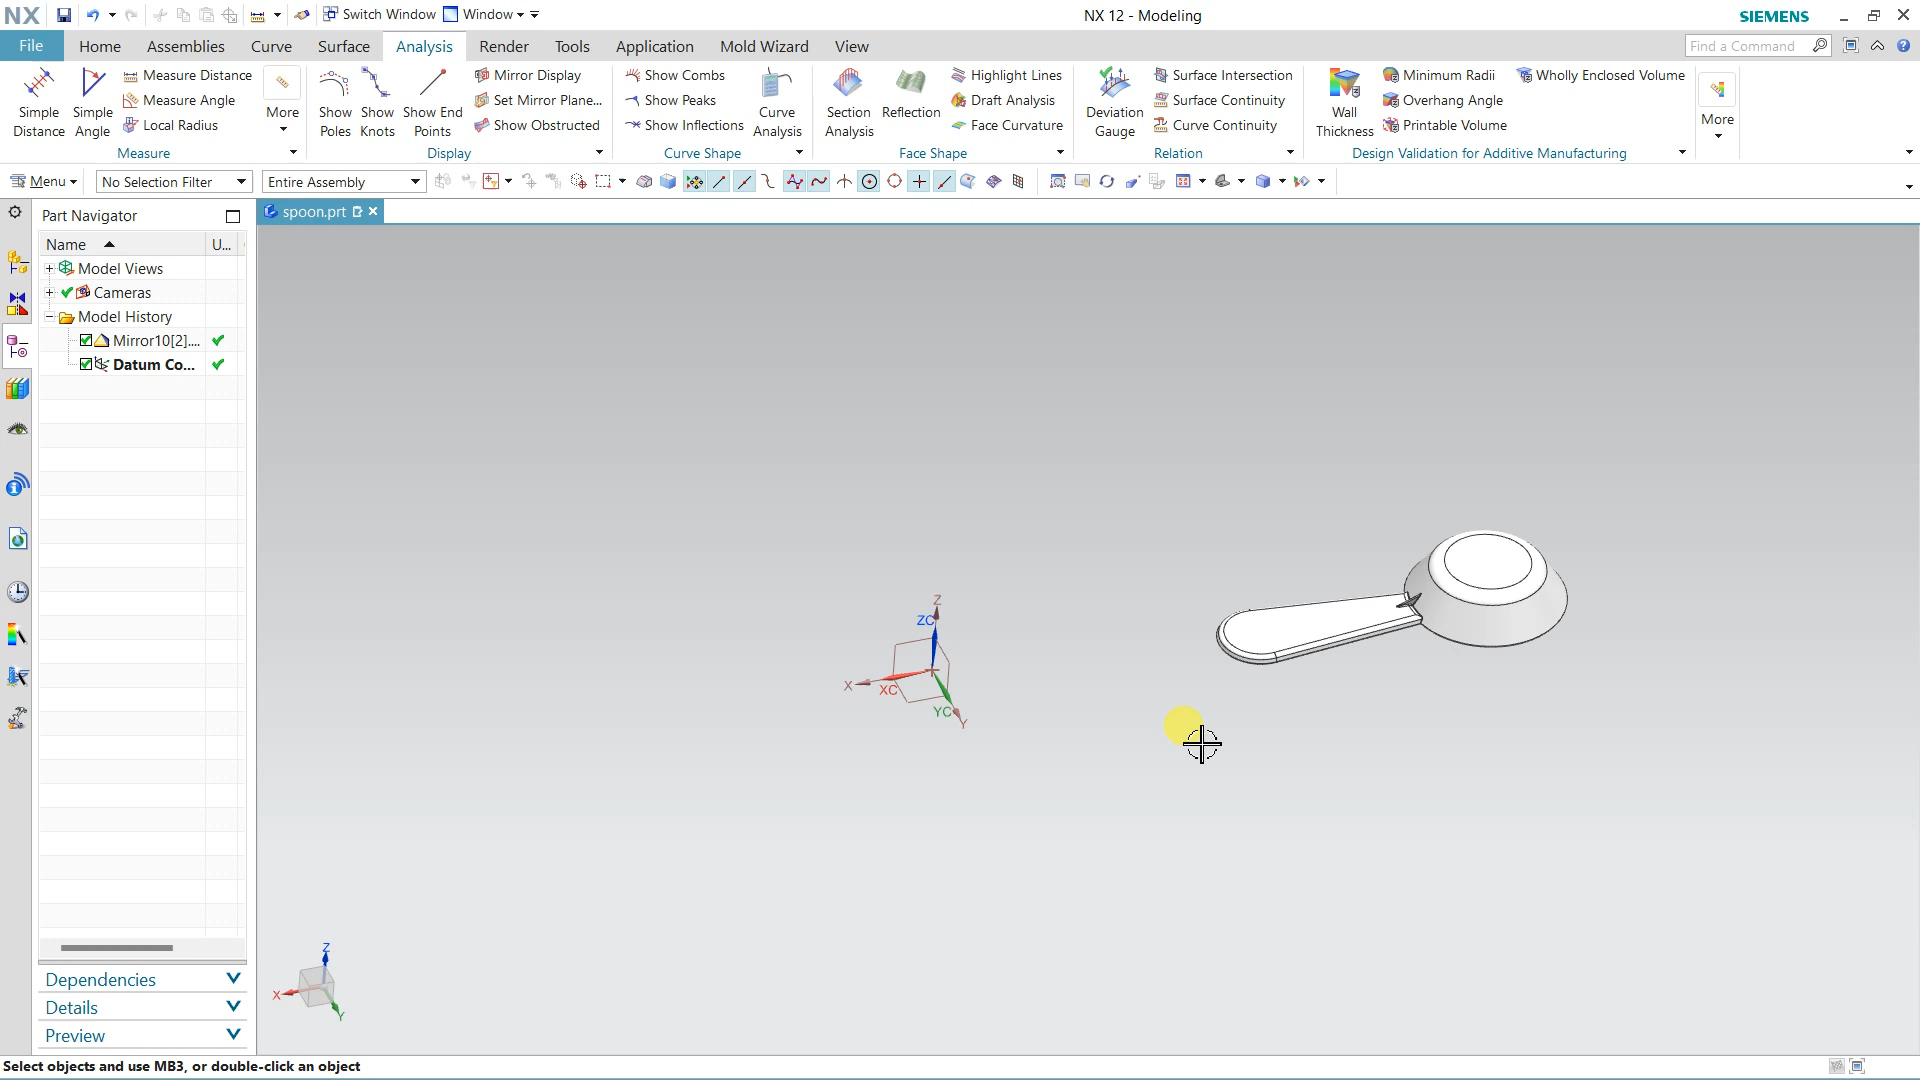 NX Switch Window Window NX 12 - Modeling SIEMENS
File Home Assemblies Curve Surface Analysis Render Tools Application Mold Wizard View Find a Command
Simple Distance
Simple Angle
Measure Distance
Measure Angle
Local Radius
More
Measure
Show Poles
Show Knots
Show End Points
Mirror Display
Set Mirror Plane...
Show Obstructed
Display
Show Combs
Show Peaks
Show Inflections
Curve Analysis
Curve Shape
Section Analysis
Reflection
Highlight Lines
Draft Analysis
Face Curvature
Face Shape
Deviation Gauge
Surface Intersection
Surface Continuity
Curve Continuity
Relation
Wall Thickness
Minimum Radii
Overhang Angle
Printable Volume
Wholly Enclosed Volume
Design Validation for Additive Manufacturing
More
Menu No Selection Filter Entire Assembly
Part Navigator
spoon.prt
Name U...
Model Views
Cameras
Model History
Mirror10[2]....
Datum Co...
Z
ZC
X XC
YC Y
Z
X
Y
Dependencies
Details
Preview
Select objects and use MB3, or double-click an object